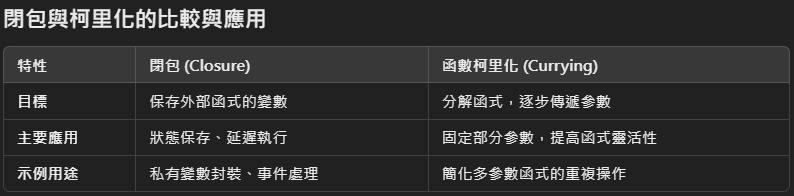 閉包與柯里化的比較與應用
特性 閉包 (Closure) 函數柯里化 (Currying)
目標 保存外部函式的變數 分解函式，逐步傳遞參數
主要應用 狀態保存、延遲執行 固定部分參數，提高函式靈活性
示例用途 私有變數封裝、事件處理 簡化多參數函式的重複操作